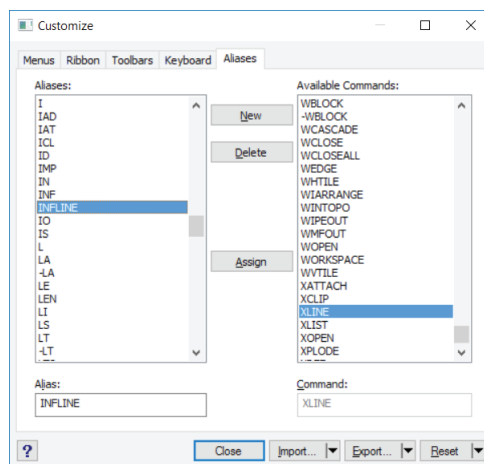 Customize
Menus Ribbon Toolbars Keyboard Aliases
Aliases:
I
IAD
IAT
ICL
ID
IMP
IN
INF
INFLINE
IO
IS
L
LA
-LA
LE
LEN
LI
LS
LT
-LT
New
Delete
Assign
Available Commands:
WBLOCK
-WBLOCK
WCASCADE
WCLOSE
WCLOSEALL
WEDGE
WHTILE
WIARRANGE
WINTOPO
WIPEOUT
WMFOUT
WOPEN
WORKSPACE
WVTILE
XATTACH
XCLIP
XLINE
XLIST
XOPEN
XPLODE
Alias:
INFLINE
Command:
XLINE
? Close Import... Export... Reset